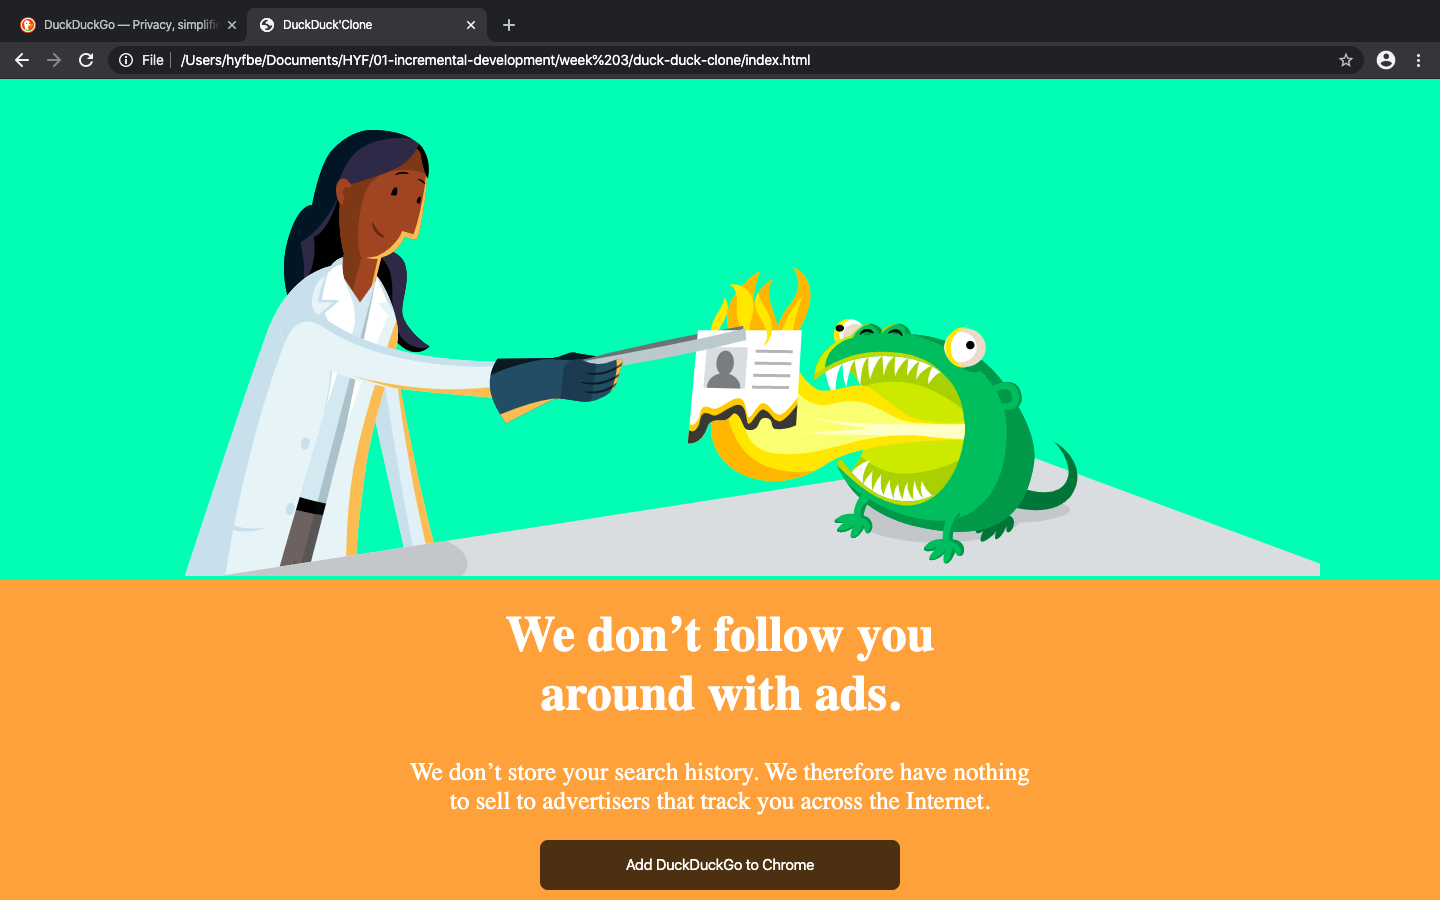 DuckDuckGo — Privacy, simplifi
DuckDuck'Clone
File
/Users/hyfbe/Documents/HYF/01-incremental-development/week%203/duck-duck-clone/index.html
We don’t follow you
around with ads.
We don’t store your search history. We therefore have nothing
to sell to advertisers that track you across the Internet.
Add DuckDuckGo to Chrome